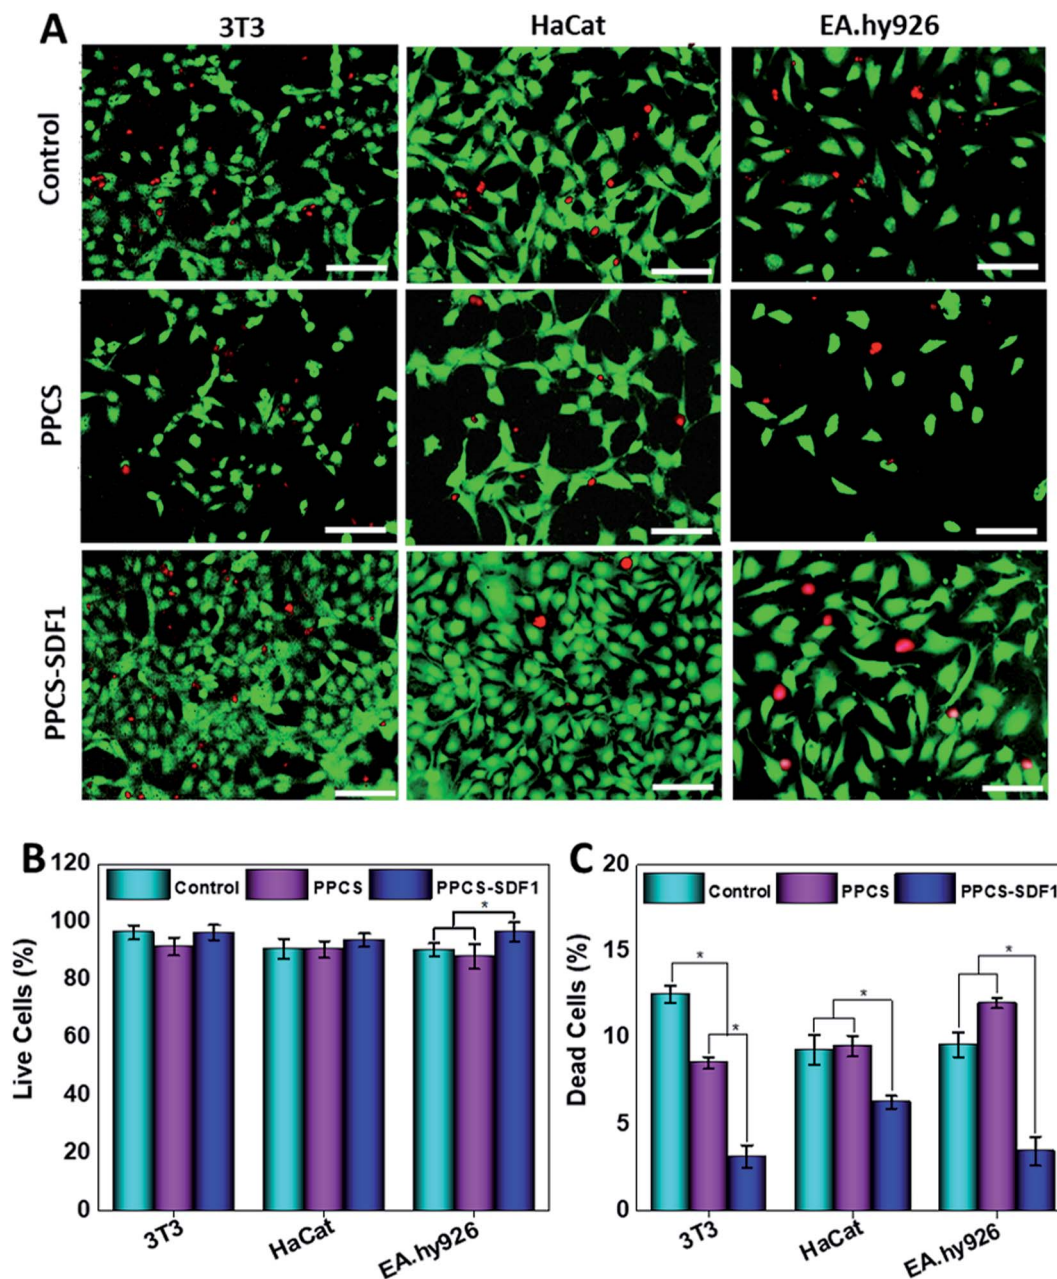 A
3T3
HaCat
EA.hy926
Control
PPCS
PPCS-SDF1
B
Live Cells (%)
120
100
80
60
40
20
0
Control
PPCS
PPCS-SDF1
*
3T3
HaCat
EA.hy926
C
Dead Cells (%)
20
15
10
5
0
Control
PPCS
PPCS-SDF1
*
*
*
*
3T3
HaCat
EA.hy926